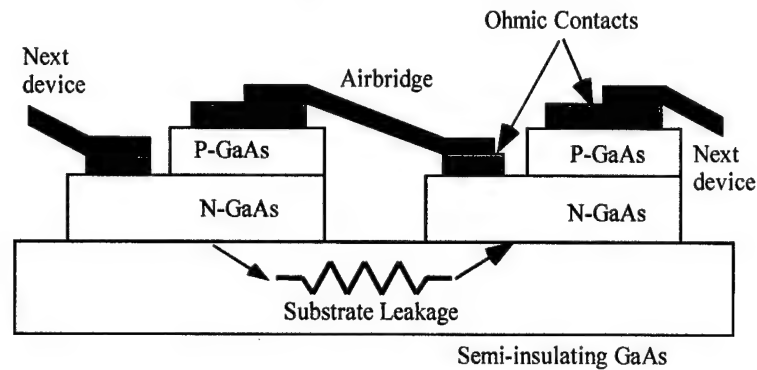 Ohmic Contacts
Next
device
Airbridge
P-GaAs
P-GaAs
Next
device
N-GaAs
N-GaAs
Substrate Leakage
Semi-insulating GaAs